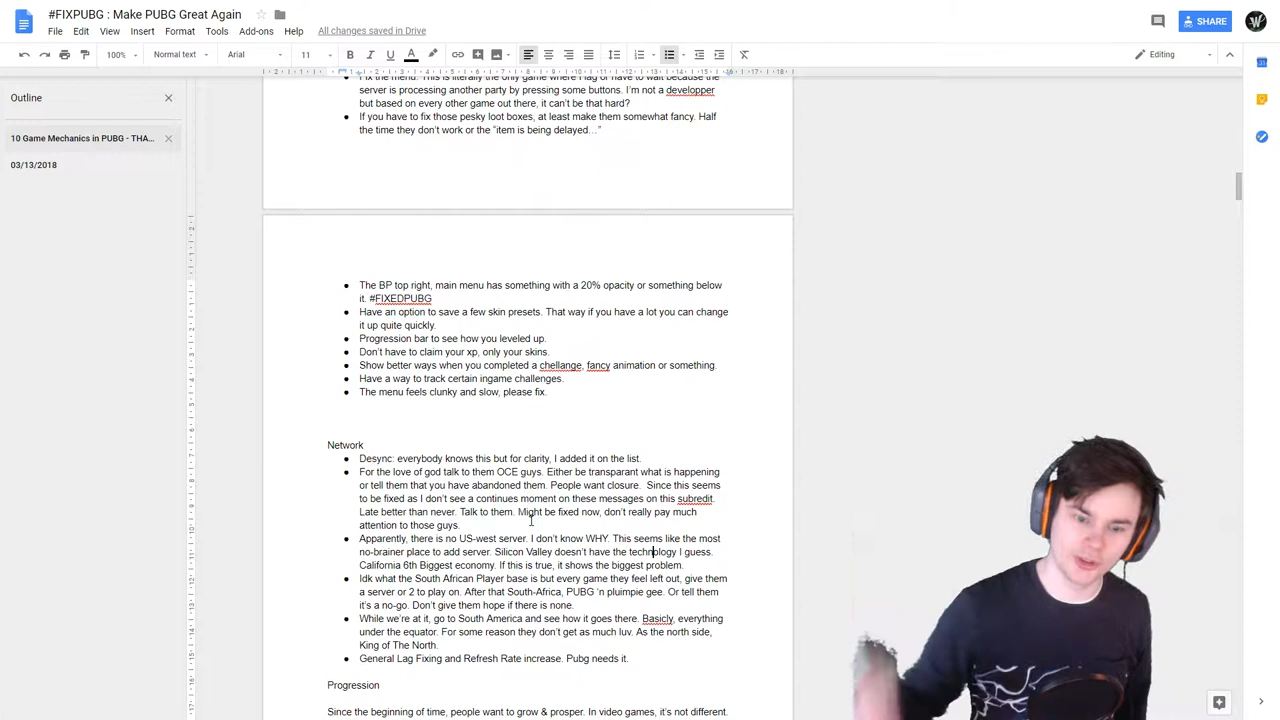 #FIXPUBG : Make PUBG Great Again
File Edit View Insert Format Tools Add-ons Help All changes saved in Drive
SHARE
100% Normal text Arial 11 B I U A Editing
2 1 1 2 3 4 5 6 7 8 9 10 11 12 13 14 15 16 17 18
Outline
10 Game Mechanics in PUBG - THA...
03/13/2018
server is processing another party by pressing some buttons. I'm not a developper
but based on every other game out there, it can't be that hard?
If you have to fix those pesky loot boxes, at least make them somewhat fancy. Half
the time they don't work or the "item is being delayed…"
The BP top right, main menu has something with a 20% opacity or something below
it. #FIXEDPUBG
Have an option to save a few skin presets. That way if you have a lot you can change
it up quite quickly.
Progression bar to see how you leveled up.
Don't have to claim your xp, only your skins.
Show better ways when you completed a chellange, fancy animation or something.
Have a way to track certain ingame challenges.
The menu feels clunky and slow, please fix.
Network
Desync: everybody knows this but for clarity, I added it on the list.
For the love of god talk to them OCE guys. Either be transparant what is happening
or tell them that you have abandoned them. People want closure. Since this seems
to be fixed as I don't see a continues moment on these messages on this subredit.
Late better than never. Talk to them. Might be fixed now, don't really pay much
attention to those guys.
Apparently, there is no US-west server. I don't know WHY. This seems like the most
no-brainer place to add server. Silicon Valley doesn't have the technology I guess.
California 6th Biggest economy. If this is true, it shows the biggest problem.
Idk what the South African Player base is but every game they feel left out, give them
a server or 2 to play on. After that South-Africa, PUBG 'n pluimpie gee. Or tell them
it's a no-go. Don't give them hope if there is none.
While we're at it, go to South America and see how it goes there. Basicly, everything
under the equator. For some reason they don't get as much luv. As the north side,
King of The North.
General Lag Fixing and Refresh Rate increase. Pubg needs it.
Progression
Since the beginning of time, people want to grow & prosper. In video games, it's not different.